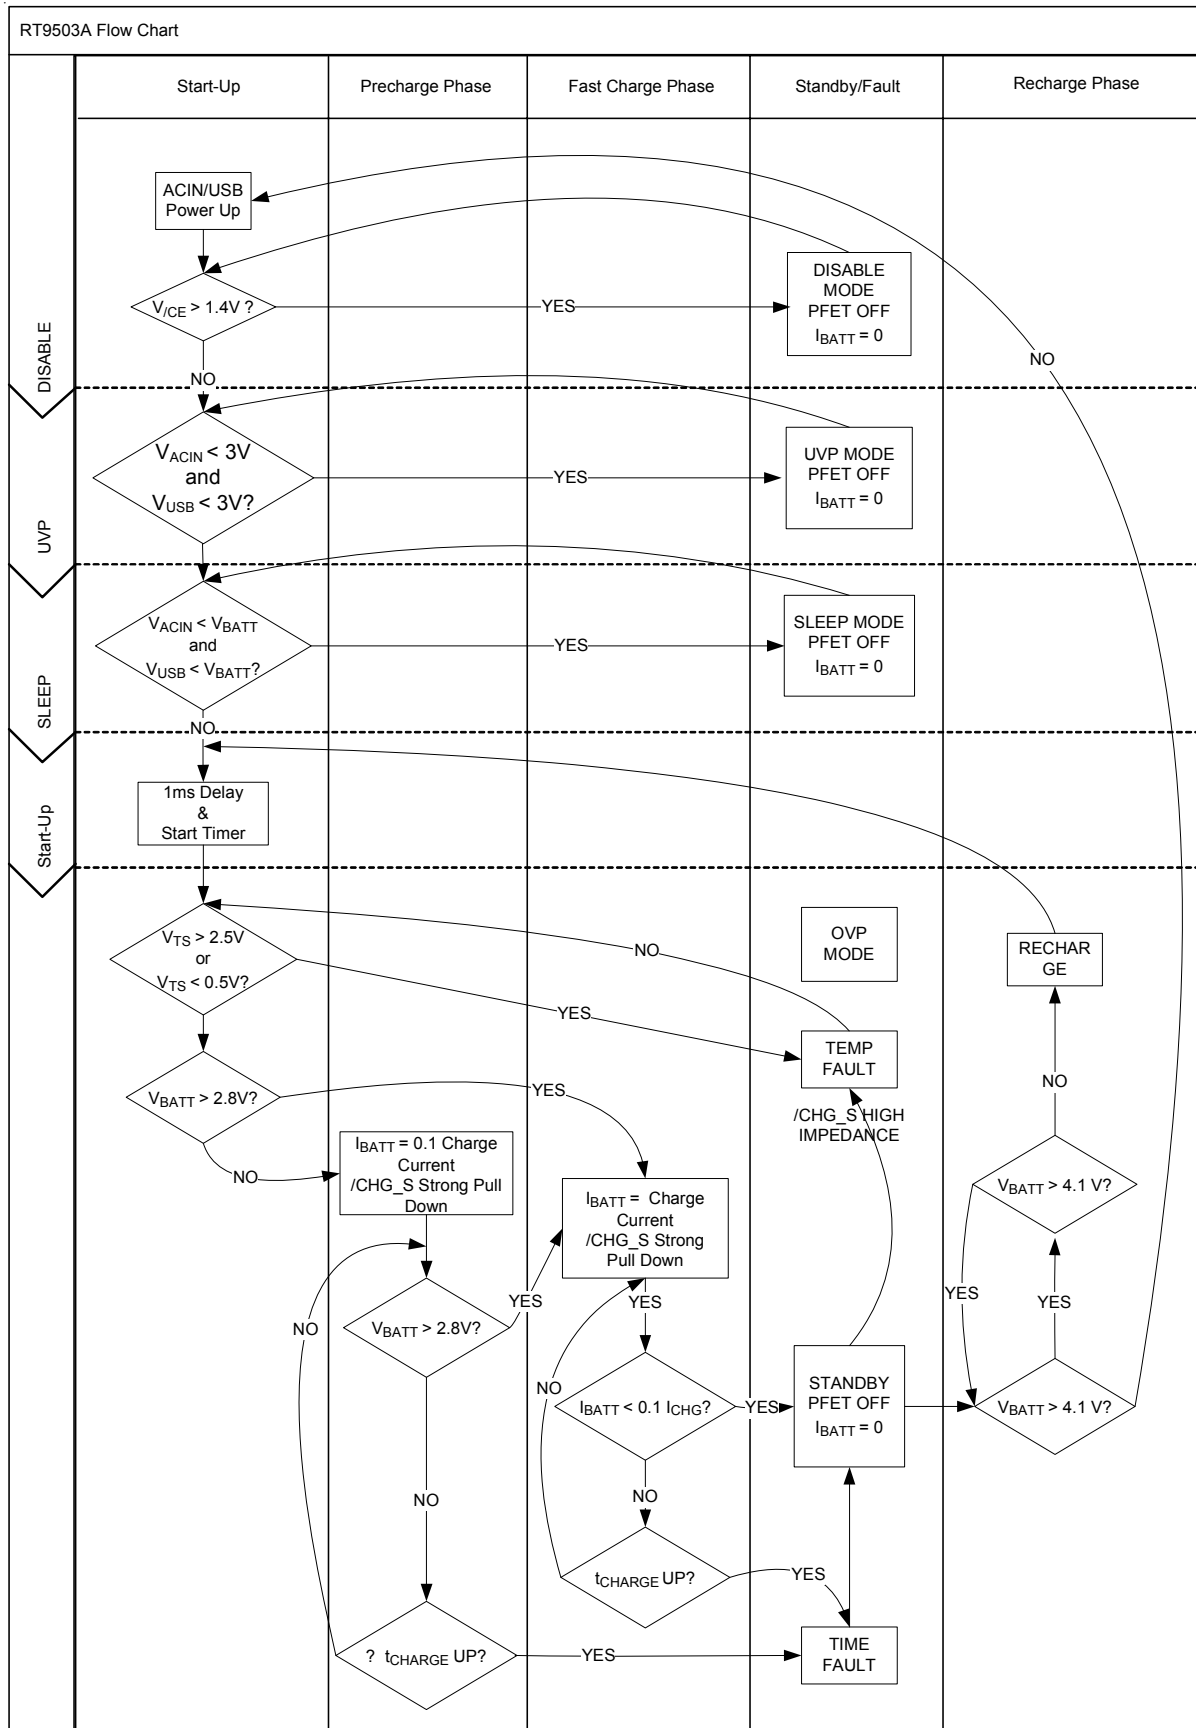 RT9503A Flow Chart
Start-Up
Precharge Phase
Fast Charge Phase
Standby/Fault
Recharge Phase
DISABLE
UVP
SLEEP
Start-Up
ACIN/USB
Power Up
V/CE > 1.4V ?
YES
DISABLE
MODE
PFET OFF
IBATT = 0
NO
NO
VACIN < 3V
and
VUSB < 3V?
YES
UVP MODE
PFET OFF
IBATT = 0
VACIN < VBATT
and
VUSB < VBATT?
YES
SLEEP MODE
PFET OFF
IBATT = 0
NO
1ms Delay
&
Start Timer
VTS > 2.5V
or
VTS < 0.5V?
NO
YES
OVP
MODE
RECHAR
GE
TEMP
FAULT
/CHG_S HIGH
IMPEDANCE
NO
VBATT > 2.8V?
YES
NO
IBATT = 0.1 Charge
Current
/CHG_S Strong Pull
Down
IBATT = Charge
Current
/CHG_S Strong
Pull Down
VBATT > 4.1 V?
YES
YES
NO
VBATT > 2.8V?
YES
YES
NO
IBATT < 0.1 ICHG?
YES
STANDBY
PFET OFF
IBATT = 0
VBATT > 4.1 V?
NO
NO
tCHARGE UP?
YES
? tCHARGE UP?
YES
TIME
FAULT